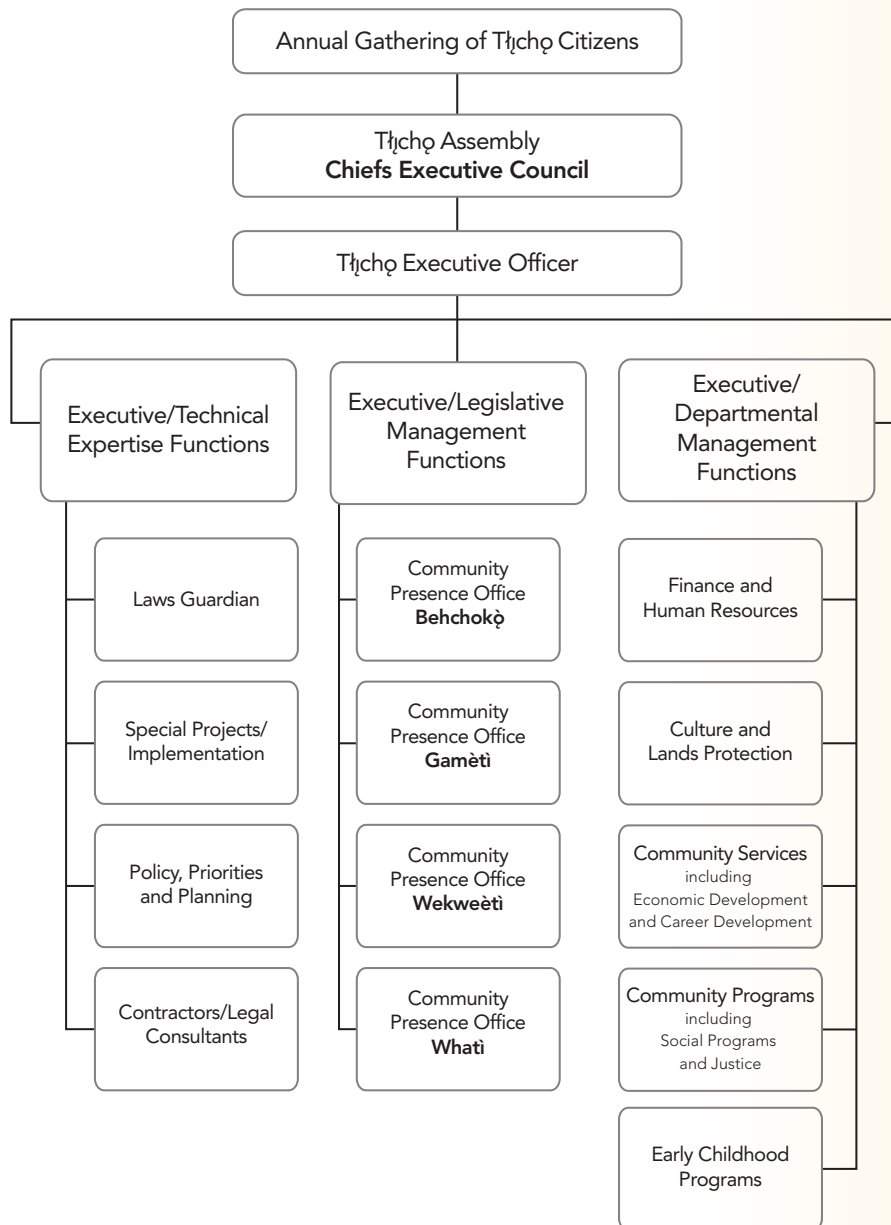 Annual Gathering of Tłı̨chǫ Citizens
Tłı̨chǫ Assembly
Chiefs Executive Council
Tłı̨chǫ Executive Officer
Executive/Technical
Expertise Functions
Executive/Legislative
Management
Functions
Executive/
Departmental
Management
Functions
Laws Guardian
Special Projects/
Implementation
Policy, Priorities
and Planning
Contractors/Legal
Consultants
Community
Presence Office
Behchokǫ̀
Community
Presence Office
Gamètì
Community
Presence Office
Wekweètì
Community
Presence Office
Whatì
Finance and
Human Resources
Culture and
Lands Protection
Community Services
including
Economic Development
and Career Development
Community Programs
including
Social Programs
and Justice
Early Childhood
Programs